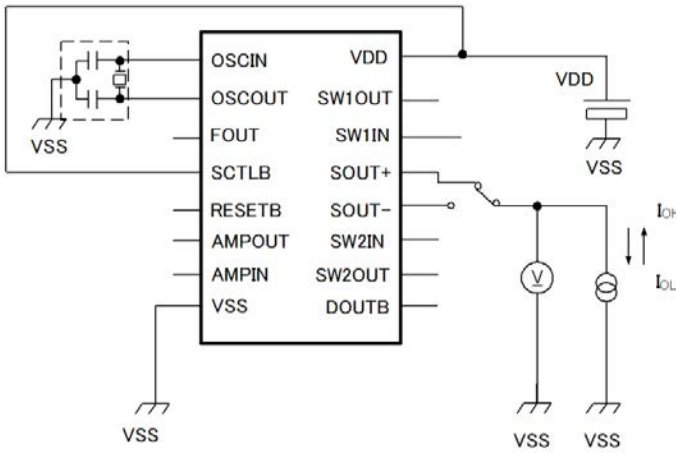 OSCIN
OSCOUT
FOUT
SCTLB
RESETB
AMPOUT
AMPIN
VSS
VDD
SW1OUT
SW1IN
SOUT+
SOUT-
SW2IN
SW2OUT
DOUTB
VSS
VSS
VDD
VSS
V
VSS
VSS
IOL